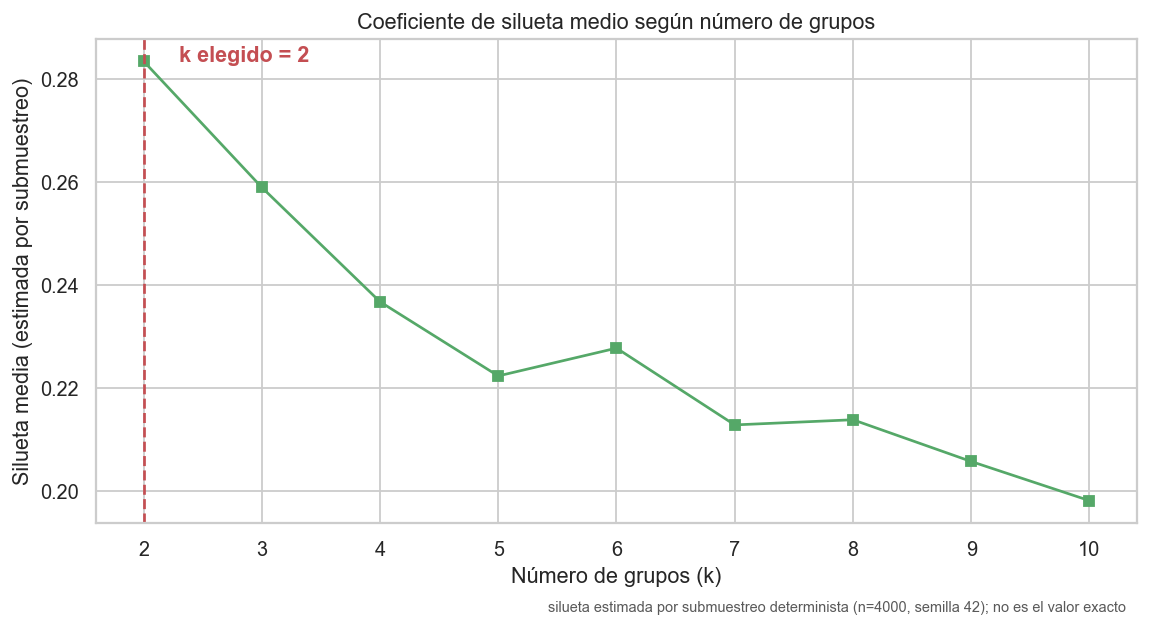 Coeficiente de silueta medio según número de grupos
k elegido = 2
Silueta media (estimada por submuestreo)
0.28
0.26
0.24
0.22
0.20
2 3 4 5 6 7 8 9 10
Número de grupos (k)
silueta estimada por submuestreo determinista (n=4000, semilla 42); no es el valor exacto